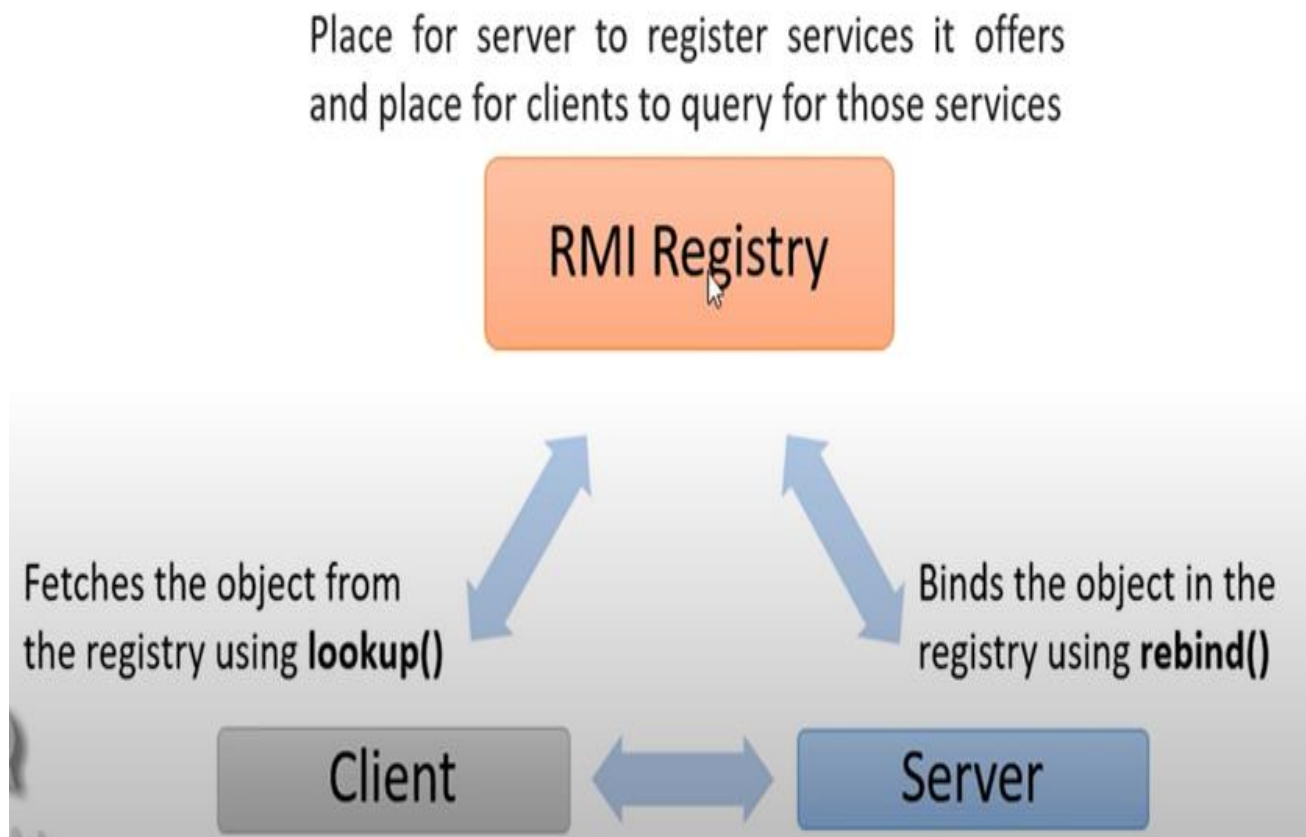 Place for server to register services it offers
and place for clients to query for those services
RMI Registry
Fetches the object from
the registry using lookup()
Binds the object in the
registry using rebind()
Client
Server